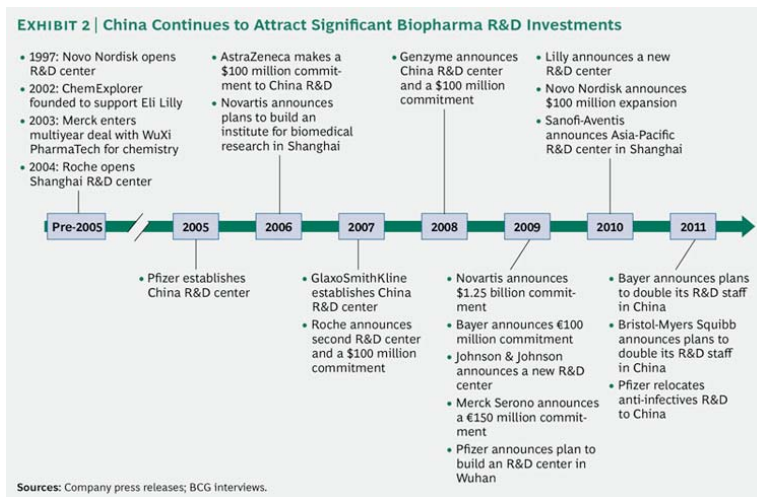 EXHIBIT 2 | China Continues to Attract Significant Biopharma R&D Investments
• 1997: Novo Nordisk opens
R&D center
• 2002: ChemExplorer
founded to support Eli Lilly
• 2003: Merck enters
multiyear deal with WuXi
PharmaTech for chemistry
• 2004: Roche opens
Shanghai R&D center
• AstraZeneca makes a
$100 million commit-
ment to China R&D
• Novartis announces
plans to build an
institute for biomedical
research in Shanghai
• Genzyme announces
China R&D center
and a $100 million
commitment
• Lilly announces a new
R&D center
• Novo Nordisk announces
$100 million expansion
• Sanofi-Aventis
announces Asia-Pacific
R&D center in Shanghai
Pre-2005 2005 2006 2007 2008 2009 2010 2011
• Pfizer establishes
China R&D center
• GlaxoSmithKline
establishes China
R&D center
• Roche announces
second R&D center
and a $100 million
commitment
• Novartis announces
$1.25 billion commit-
ment
• Bayer announces €100
million commitment
• Johnson & Johnson
announces a new R&D
center
• Merck Serono announces
a €150 million commit-
ment
• Pfizer announces plan to
build an R&D center in
Wuhan
• Bayer announces plans
to double its R&D staff
in China
• Bristol-Myers Squibb
announces plans to
double its R&D staff
in China
• Pfizer relocates
anti-infectives R&D
to China
Sources: Company press releases; BCG interviews.